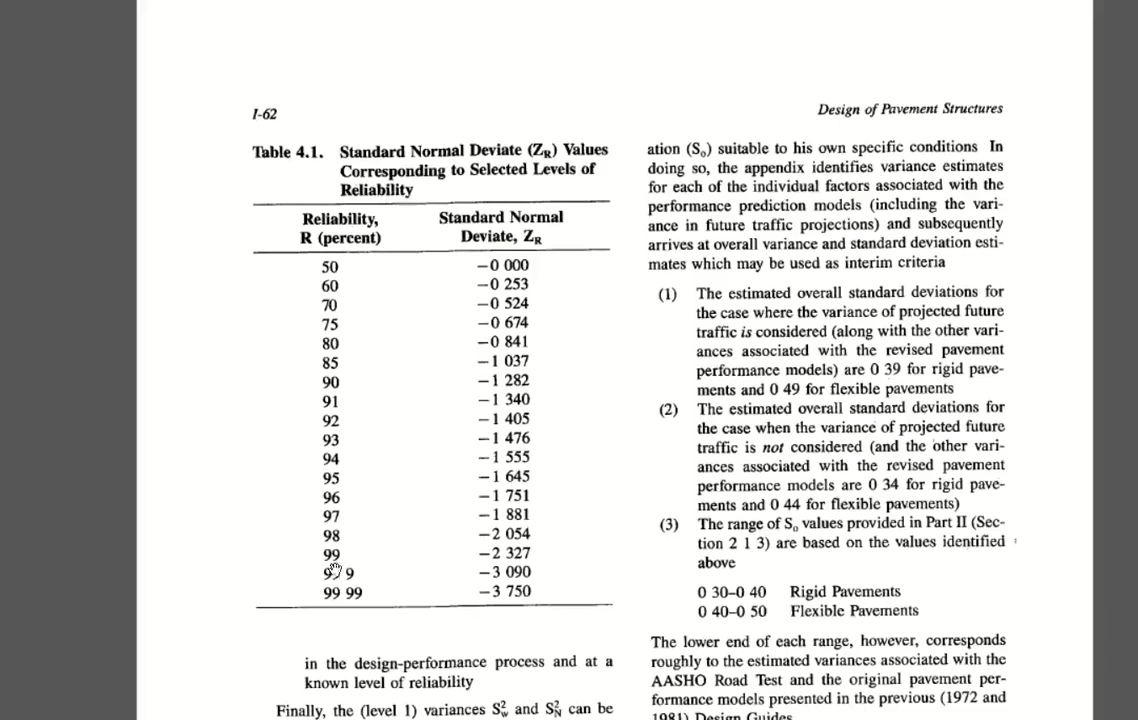 I-62
Design of Pavement Structures
Table 4.1. Standard Normal Deviate (ZR) Values
Corresponding to Selected Levels of
Reliability
Reliability, Standard Normal
R (percent) Deviate, ZR
50 −0 000
60 −0 253
70 −0 524
75 −0 674
80 −0 841
85 −1 037
90 −1 282
91 −1 340
92 −1 405
93 −1 476
94 −1 555
95 −1 645
96 −1 751
97 −1 881
98 −2 054
99 −2 327
9 9 −3 090
99 99 −3 750
in the design-performance process and at a
known level of reliability
Finally, the (level 1) variances S²w and S²N can be
ation (So) suitable to his own specific conditions In
doing so, the appendix identifies variance estimates
for each of the individual factors associated with the
performance prediction models (including the vari-
ance in future traffic projections) and subsequently
arrives at overall variance and standard deviation esti-
mates which may be used as interim criteria
(1) The estimated overall standard deviations for
the case where the variance of projected future
traffic is considered (along with the other vari-
ances associated with the revised pavement
performance models) are 0 39 for rigid pave-
ments and 0 49 for flexible pavements
(2) The estimated overall standard deviations for
the case when the variance of projected future
traffic is not considered (and the other vari-
ances associated with the revised pavement
performance models are 0 34 for rigid pave-
ments and 0 44 for flexible pavements)
(3) The range of So values provided in Part II (Sec-
tion 2 1 3) are based on the values identified
above
0 30–0 40 Rigid Pavements
0 40–0 50 Flexible Pavements
The lower end of each range, however, corresponds
roughly to the estimated variances associated with the
AASHO Road Test and the original pavement per-
formance models presented in the previous (1972 and
1981) Design Guides